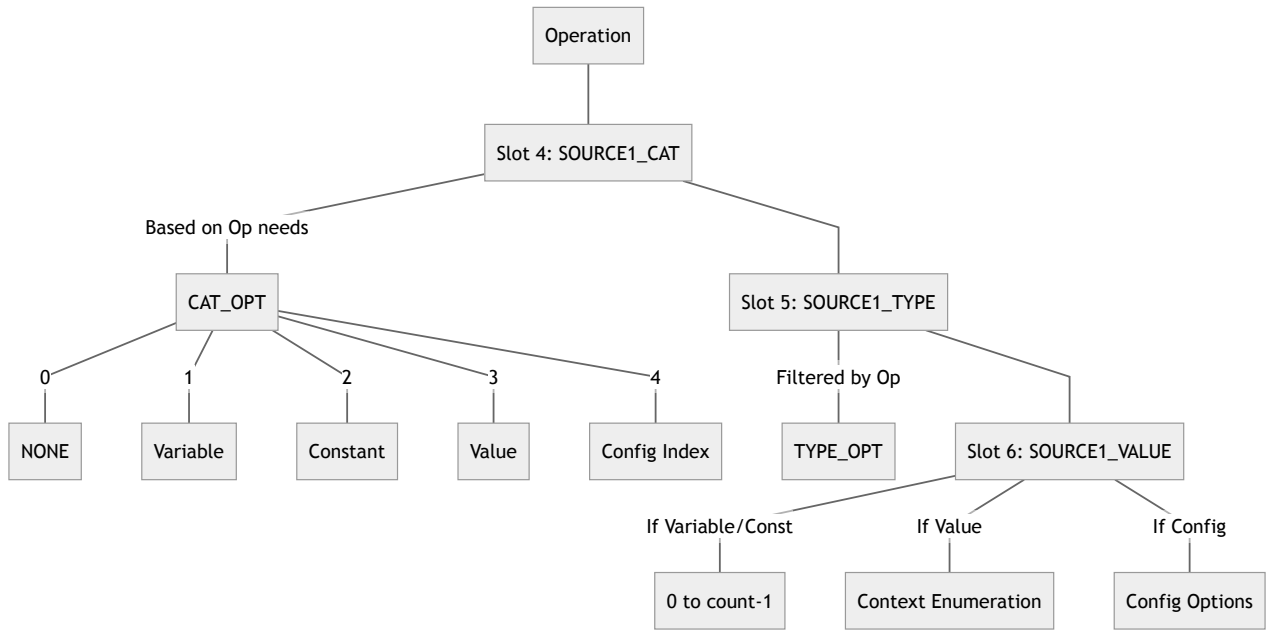 Operation
Slot 4: SOURCE1_CAT
Based on Op needs
CAT_OPT
Slot 5: SOURCE1_TYPE
0
1
2
3
4
Filtered by Op
NONE
Variable
Constant
Value
Config Index
TYPE_OPT
Slot 6: SOURCE1_VALUE
If Variable/Const
If Value
If Config
0 to count-1
Context Enumeration
Config Options